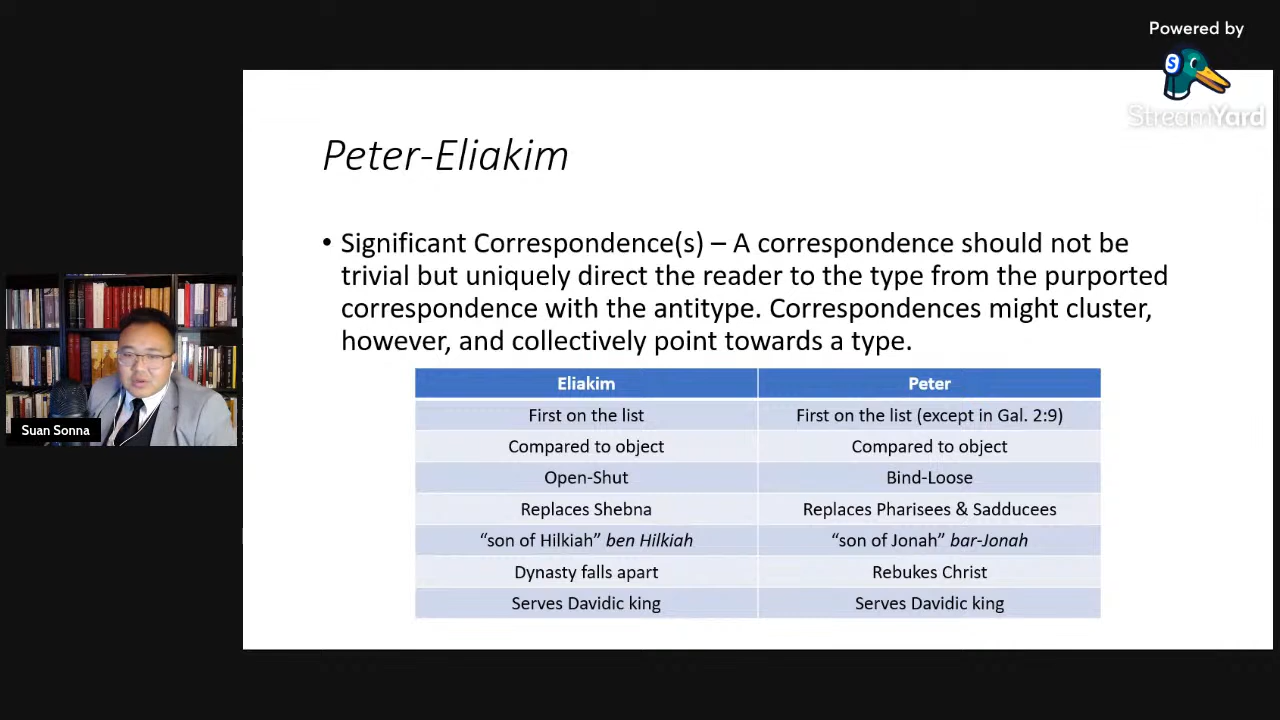 Powered by
StreamYard
Peter-Eliakim
• Significant Correspondence(s) – A correspondence should not be
trivial but uniquely direct the reader to the type from the purported
correspondence with the antitype. Correspondences might cluster,
however, and collectively point towards a type.
Eliakim Peter
First on the list First on the list (except in Gal. 2:9)
Compared to object Compared to object
Open-Shut Bind-Loose
Replaces Shebna Replaces Pharisees & Sadducees
“son of Hilkiah” ben Hilkiah “son of Jonah” bar-Jonah
Dynasty falls apart Rebukes Christ
Serves Davidic king Serves Davidic king
Suan Sonna